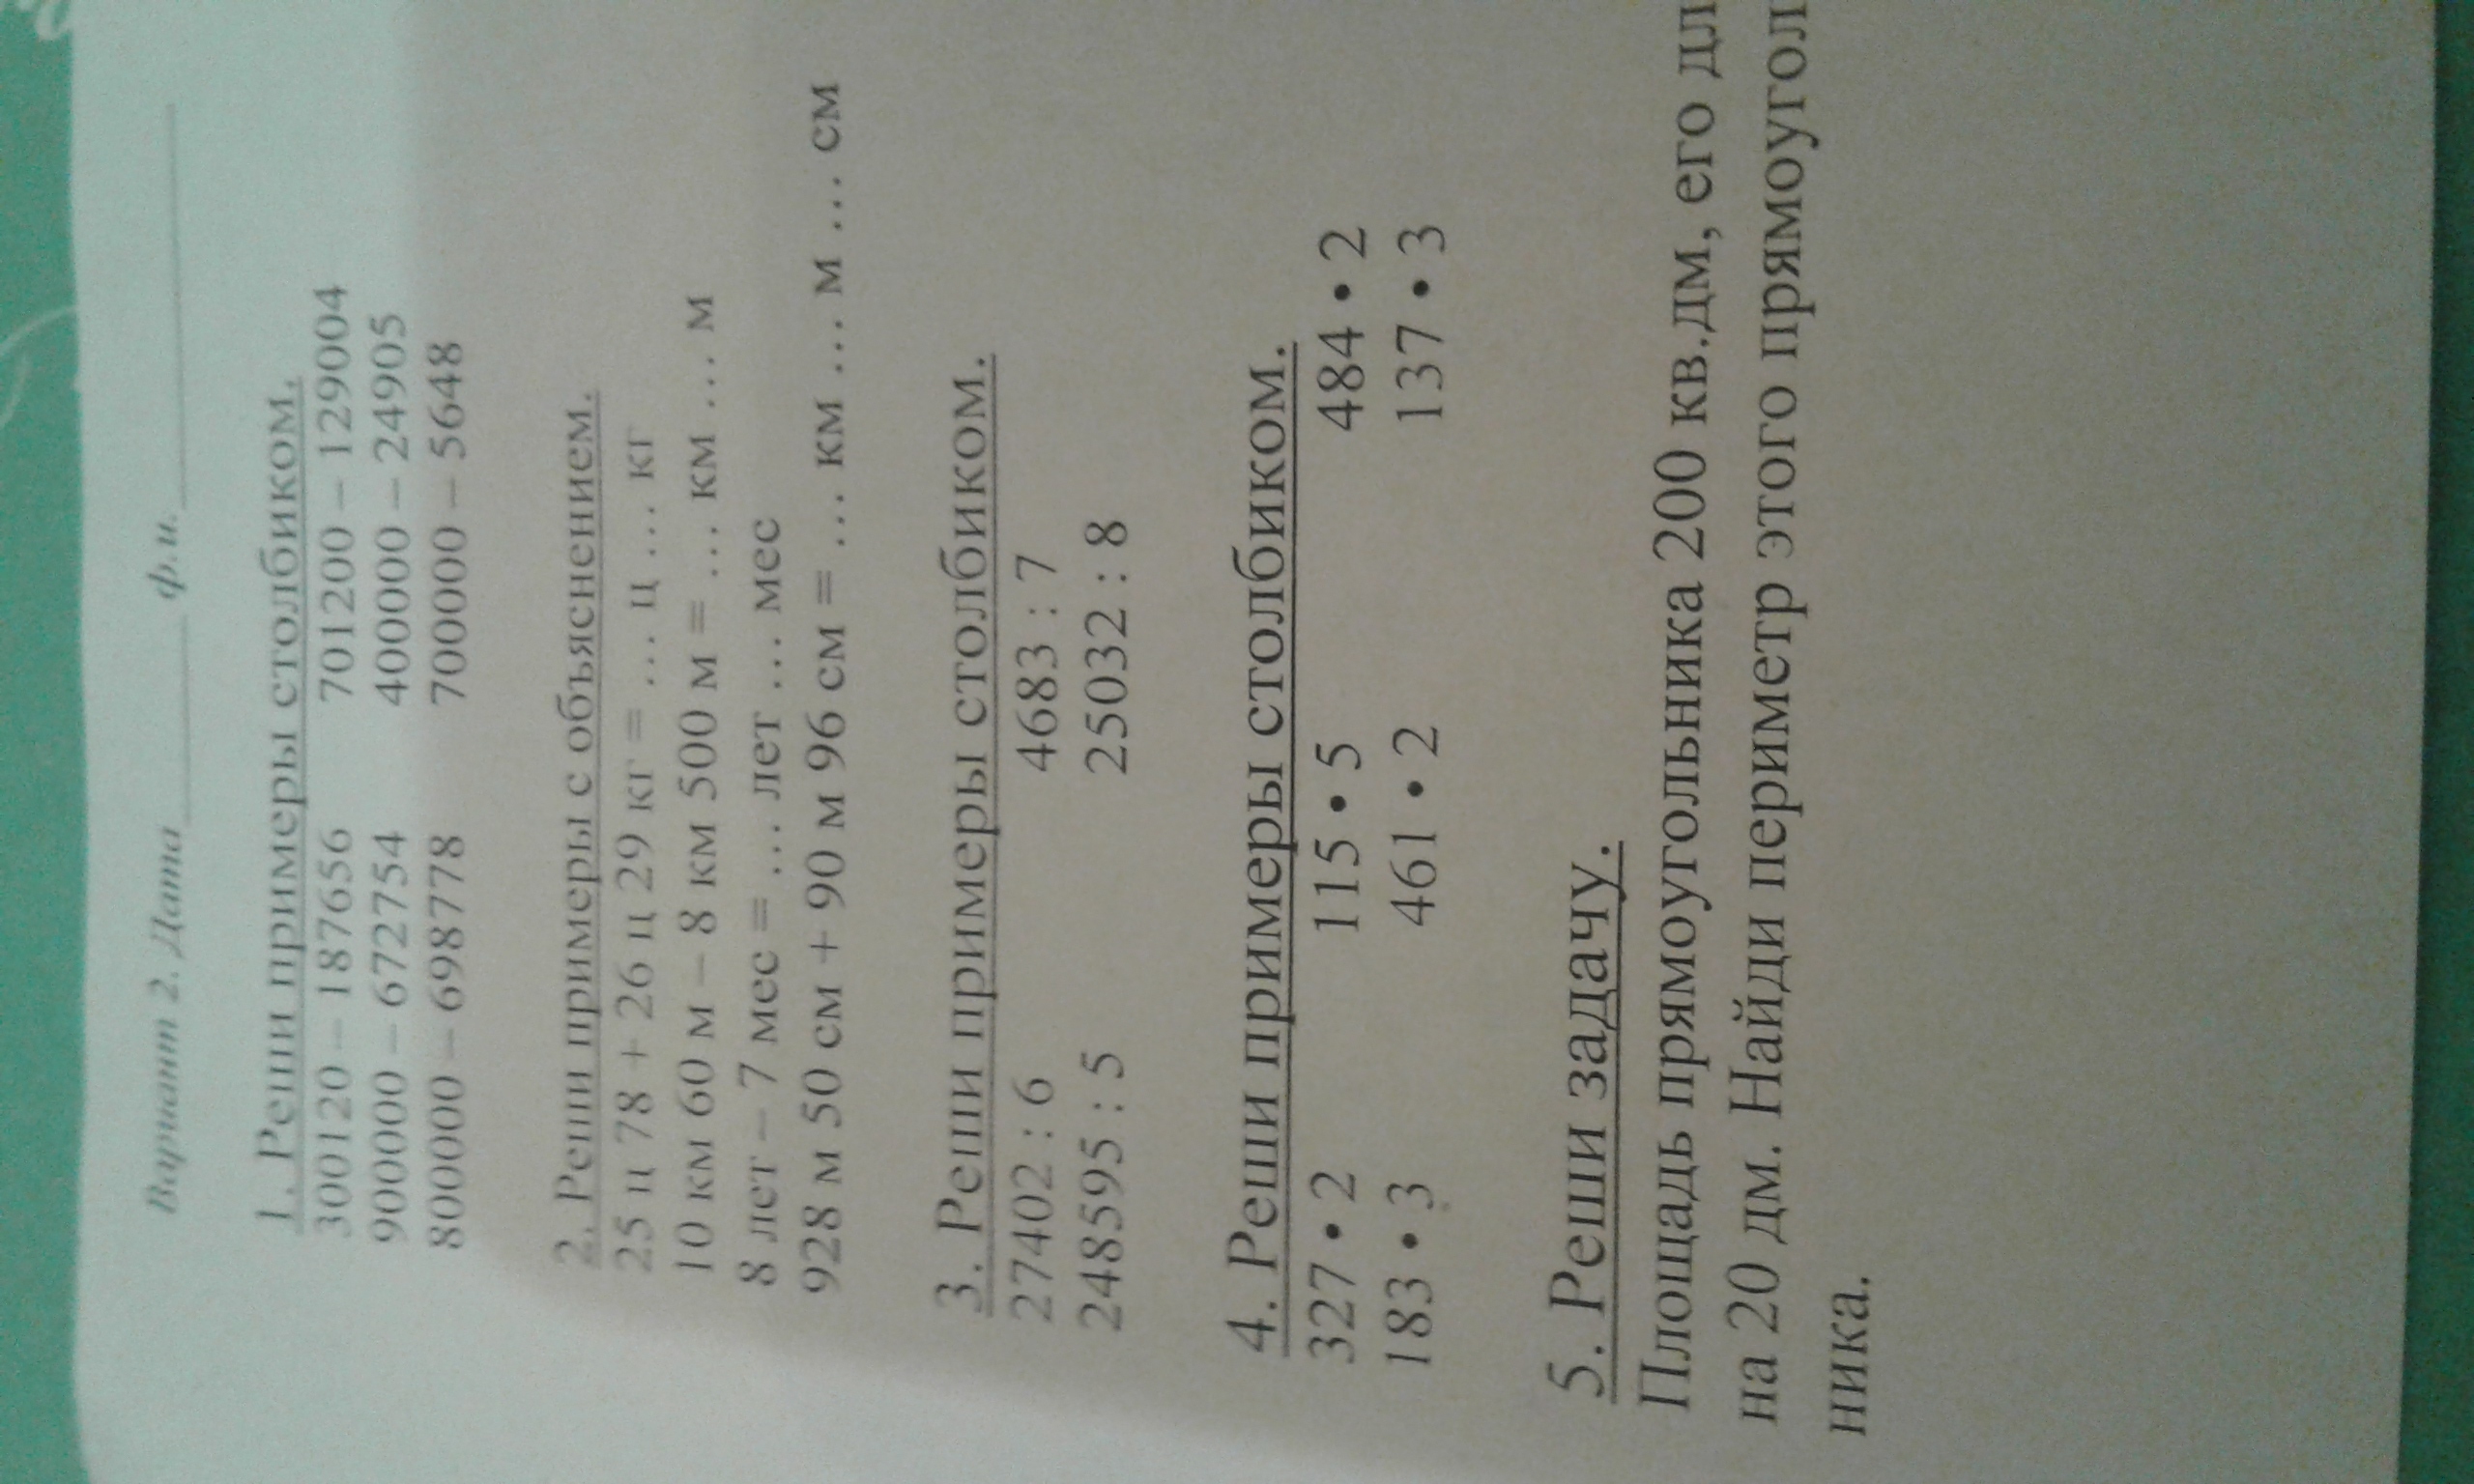 Вариант 2. Дата______ ф.и.____________
1. Реши примеры столбиком.
300120 – 187656 701200 – 129004
900000 – 672754 400000 – 24905
800000 – 698778 700000 – 5648
2. Реши примеры с объяснением.
25 ц 78 + 26 ц 29 кг = … ц … кг
10 км 60 м – 8 км 500 м = … км … м
8 лет – 7 мес = … лет … мес
928 м 50 см + 90 м 96 см = … км … м … см
3. Реши примеры столбиком.
27402 : 6 4683 : 7
248595 : 5 25032 : 8
4. Реши примеры столбиком.
327 • 2 115 • 5 484 • 2
183 • 3 461 • 2 137 • 3
5. Реши задачу.
Площадь прямоугольника 200 кв.дм, его
на 20 дм. Найди периметр этого прямоугол
ника.